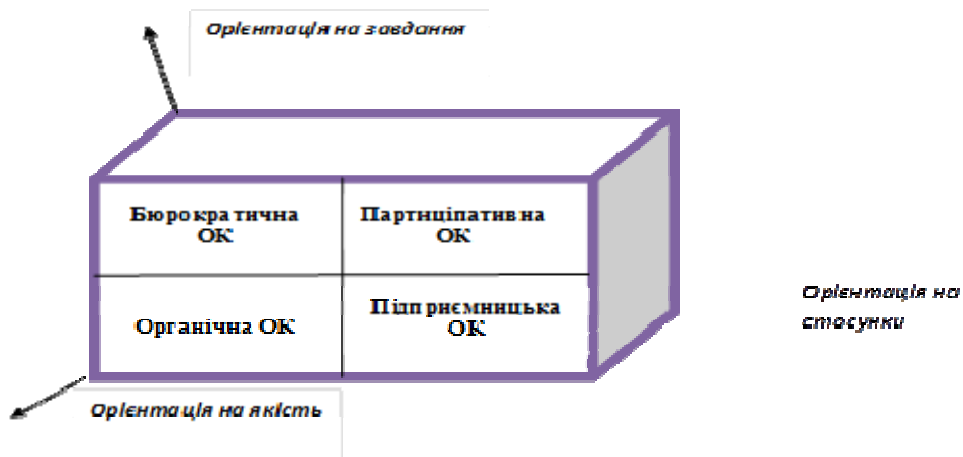 Орієнтація на завдання
Бюрократична
ОК
Партиціпативна
ОК
Органічна ОК
Підприємницька
ОК
Орієнтація на
стосунки
Орієнтація на якість